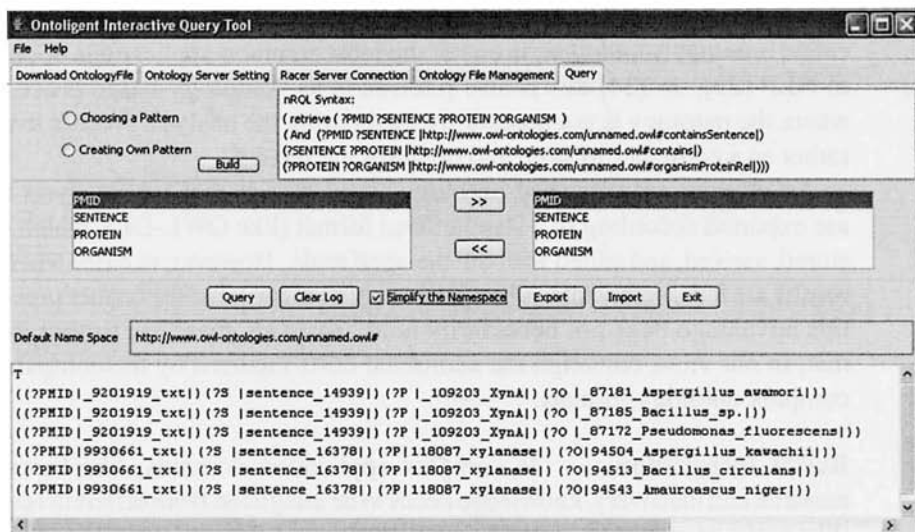 Ontoligent Interactive Query Tool
File Help
Download OntologyFile Ontology Server Setting Racer Server Connection Ontology File Management Query
nRQL Syntax:
( retrieve ( ?PMID ?SENTENCE ?PROTEIN ?ORGANISM )
( And (?PMID ?SENTENCE |http://www.owl-ontologies.com/unnamed.owl#containsSentence|)
(?SENTENCE ?PROTEIN |http://www.owl-ontologies.com/unnamed.owl#contains|)
(?PROTEIN ?ORGANISM |http://www.owl-ontologies.com/unnamed.owl#organismProteinRel|)))
Choosing a Pattern
Creating Own Pattern
Build
PMID
SENTENCE
PROTEIN
ORGANISM
>>
<<
PMID
SENTENCE
PROTEIN
ORGANISM
Query Clear Log Simplify the Namespace Export Import Exit
Default Name Space http://www.owl-ontologies.com/unnamed.owl#
T
((?PMID|_9201919_txt|) (?S |sentence_14939|) (?P |_109203_XynA|) (?O |_87181_Aspergillus_awamori|))
((?PMID|_9201919_txt|) (?S |sentence_14939|) (?P |_109203_XynA|) (?O |_87185_Bacillus_sp.|))
((?PMID|_9201919_txt|) (?S |sentence_14939|) (?P |_109203_XynA|) (?O |_87172_Pseudomonas_fluorescens|))
((?PMID|9930661_txt|) (?S |sentence_16378|) (?P|118087_xylanase|) (?O|94504_Aspergillus_kawachii|))
((?PMID|9930661_txt|) (?S |sentence_16378|) (?P|118087_xylanase|) (?O|94513_Bacillus_circulans|))
((?PMID|9930661_txt|) (?S |sentence_16378|) (?P|118087_xylanase|) (?O|94543_Amauroascus_niger|))